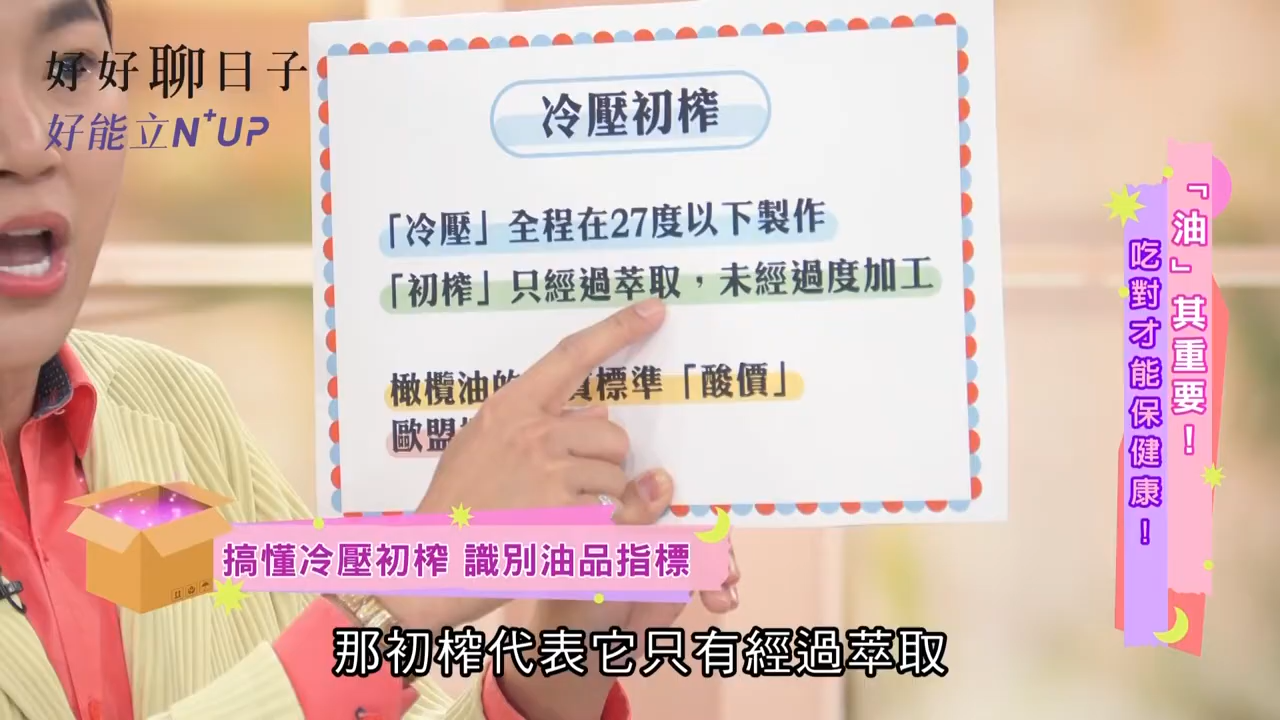 好好聊日子
好能立N+UP
冷壓初榨
「冷壓」全程在27度以下製作
「初榨」只經過萃取，未經過度加工
橄欖油的 質標準「酸價」
歐盟
「油」其重要！
吃對才能保健康！
搞懂冷壓初榨 識別油品指標
那初榨代表它只有經過萃取